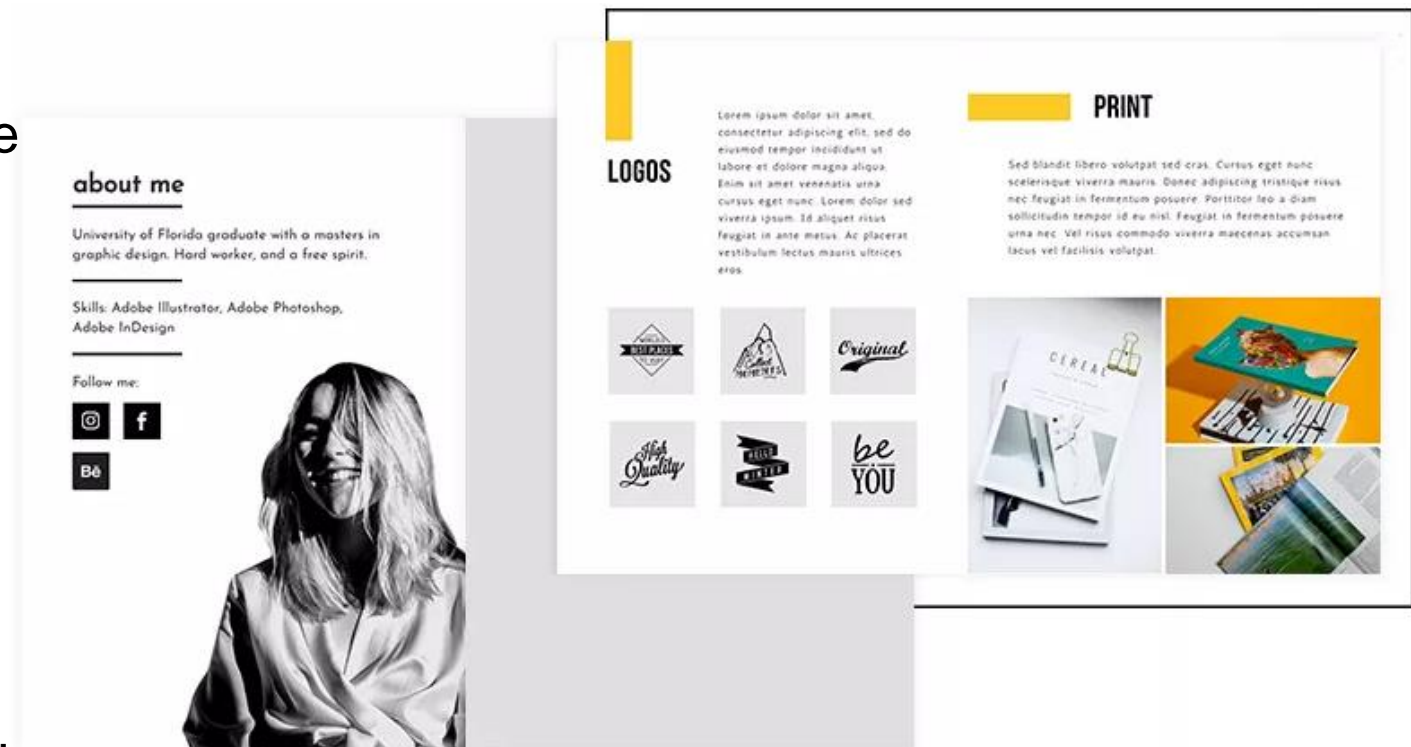 e
about me
University of Florida graduate with a masters in
graphic design. Hard worker, and a free spirit.
Skills: Adobe Illustrator, Adobe Photoshop,
Adobe InDesign
Follow me:
f
Bē
LOGOS
Lorem ipsum dolor sit amet,
consectetur adipiscing elit, sed do
eiusmod tempor incididunt ut
labore et dolore magna aliqua.
Enim sit amet venenatis urna
cursus eget nunc. Lorem dolor sed
viverra ipsum. Id aliquet risus
feugiat in ante metus. Ac placerat
vestibulum lectus mauris ultrices
eros.
WORLD'S
BEST PLACES
Collect
Original
High
Quality
HELLO
WINTER
be
YOU
PRINT
Sed blandit libero volutpat sed cras. Cursus eget nunc
scelerisque viverra mauris. Donec adipiscing tristique risus
nec feugiat in fermentum posuere. Porttitor leo a diam
sollicitudin tempor id eu nisl. Feugiat in fermentum posuere
urna nec. Vel risus commodo viverra maecenas accumsan
lacus vel facilisis volutpat.
CEREAL